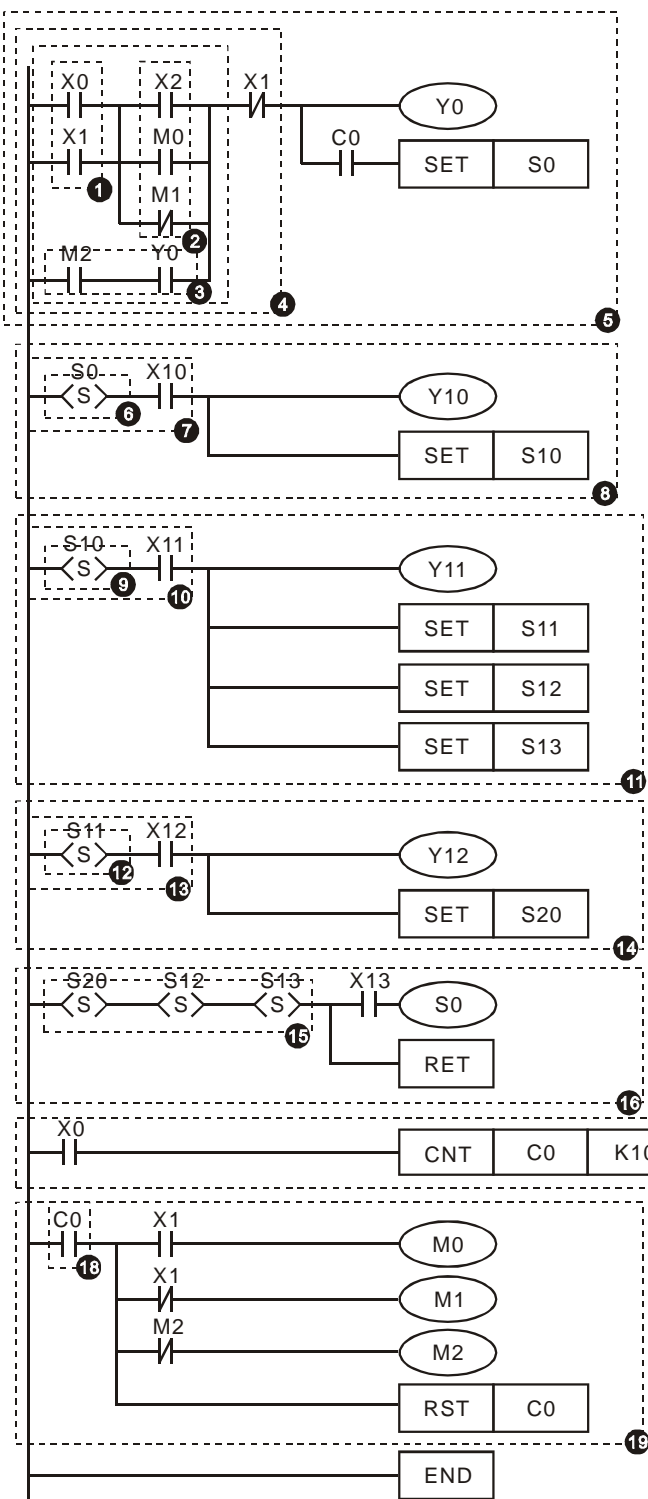 X0 X2 X1
Y0
X1 M0 C0
SET S0
1
M1
2
M2 Y0
3
4
5
S0 X10
S
Y10
6
7
SET S10
8
S10 X11
S
Y11
9
10
SET S11
SET S12
SET S13
11
S11 X12
S
Y12
12
13
SET S20
14
S20 S12 S13 X13
S S S
S0
15
RET
16
X0
CNT C0
C0 X1
M0
18
X1
M1
M2
M2
RST C0
19
END